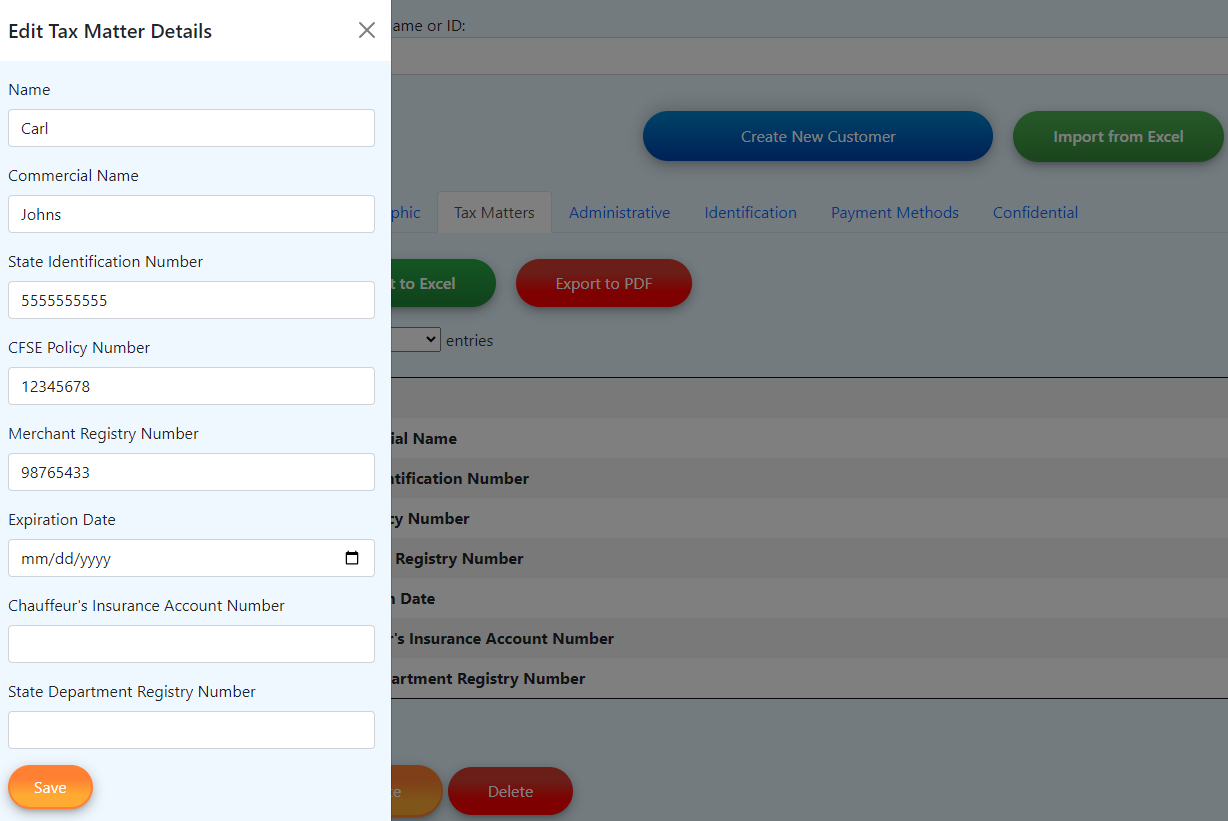 Edit Tax Matter Details
Name
Carl
Commercial Name
Johns
State Identification Number
5555555555
CFSE Policy Number
12345678
Merchant Registry Number
98765433
Expiration Date
mm/dd/yyyy
Chauffeur's Insurance Account Number
State Department Registry Number
Save
ame or ID:
Create New Customer
Import from Excel
phic
Tax Matters
Administrative
Identification
Payment Methods
Confidential
t to Excel
Export to PDF
entries
ial Name
ntification Number
cy Number
Registry Number
n Date
r's Insurance Account Number
artment Registry Number
te
Delete